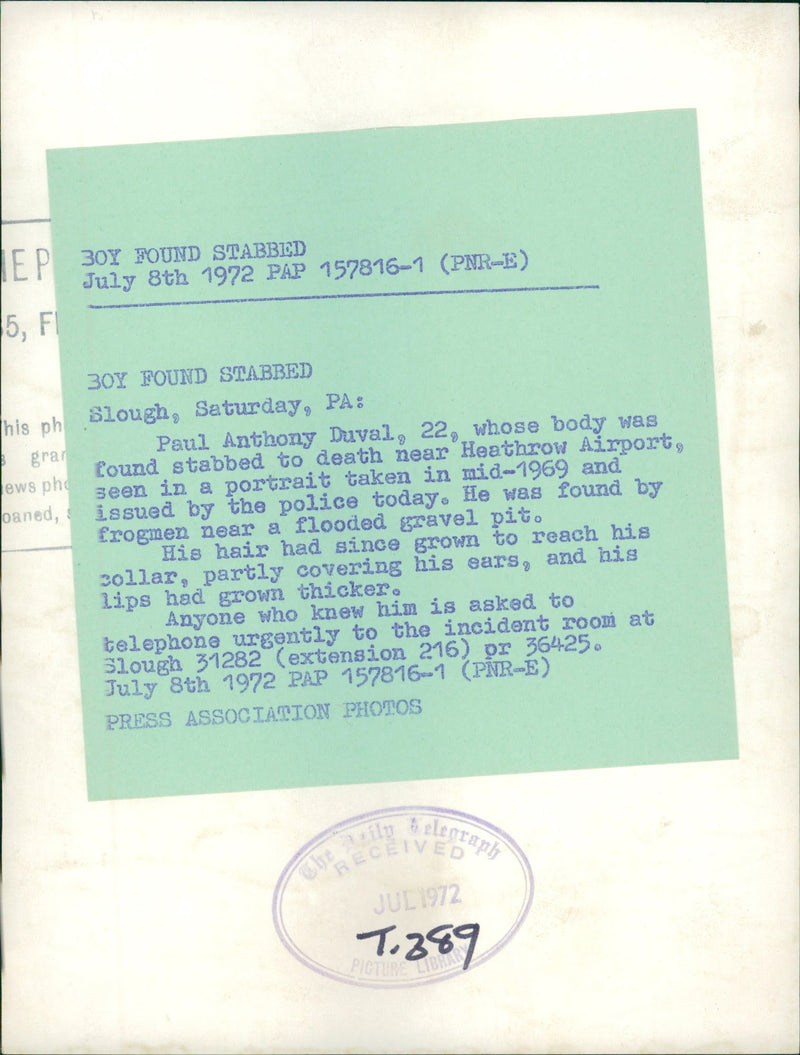 BOY FOUND STABBED
July 8th 1972 PAP 157816-1 (PNR-E)
BOY FOUND STABBED
Slough, Saturday, PA:
Paul Anthony Duval, 22, whose body was
found stabbed to death near Heathrow Airport,
seen in a portrait taken in mid-1969 and
issued by the police today. He was found by
frogmen near a flooded gravel pit.
His hair had since grown to reach his
collar, partly covering his ears, and his
lips had grown thicker.
Anyone who knew him is asked to
telephone urgently to the incident room at
Slough 31282 (extension 216) or 36425.
July 8th 1972 PAP 157816-1 (PNR-E)
PRESS ASSOCIATION PHOTOS
The Daily Telegraph
RECEIVED
JUL 1972
T.389
PICTURE LIBRARY